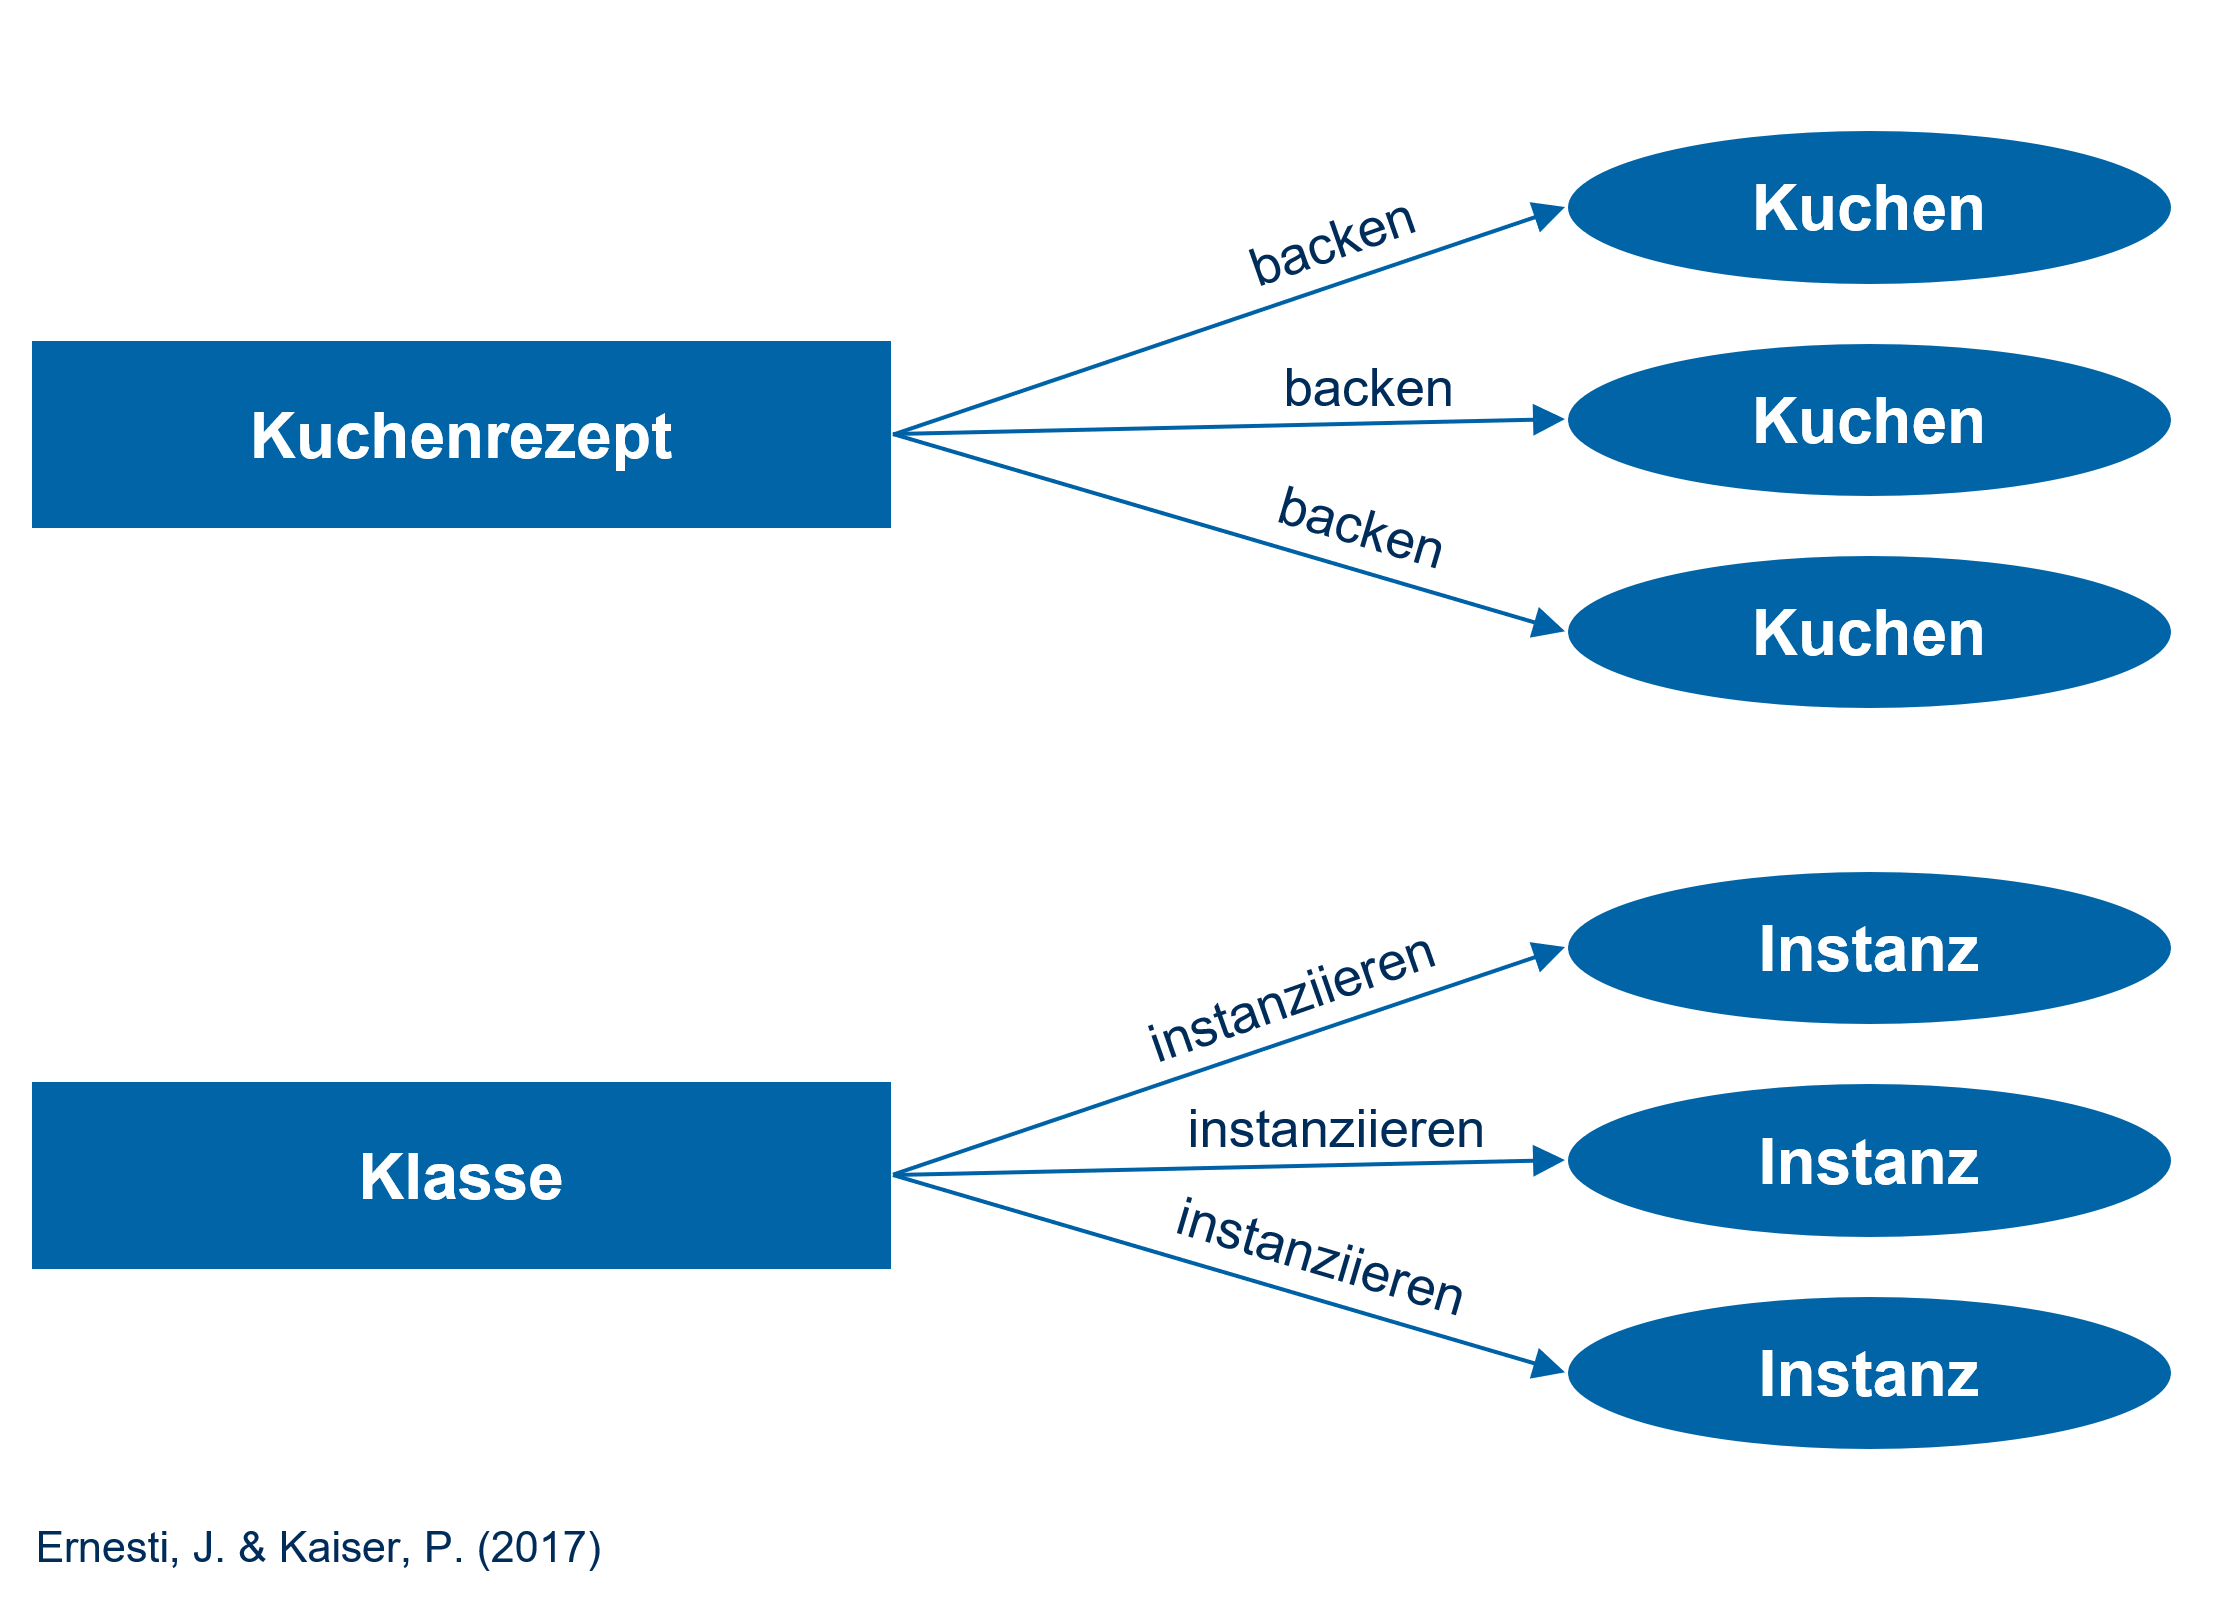 backen
Kuchen
Kuchenrezept
backen
Kuchen
backen
Kuchen
instanziieren
Instanz
Klasse
instanziieren
Instanz
instanziieren
Instanz
Ernesti, J. & Kaiser, P. (2017)